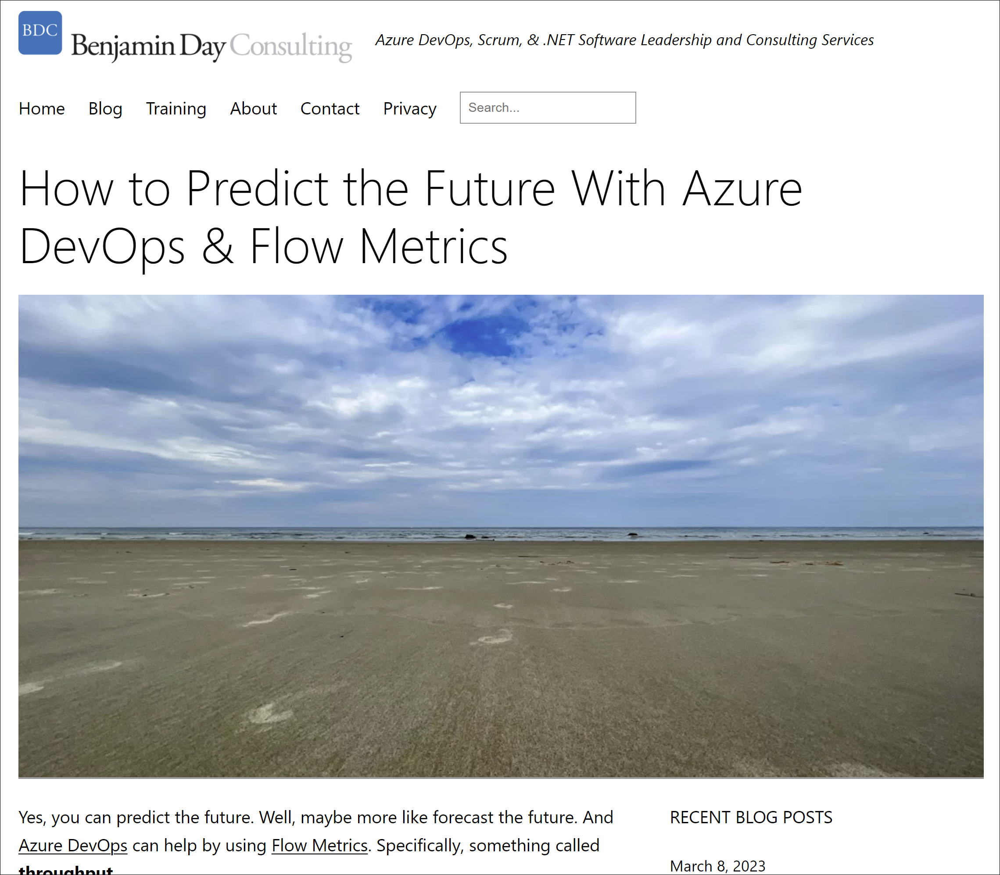 BDC
Benjamin Day Consulting
Azure DevOps, Scrum, & .NET Software Leadership and Consulting Services
Home Blog Training About Contact Privacy Search...
How to Predict the Future With Azure
DevOps & Flow Metrics
Yes, you can predict the future. Well, maybe more like forecast the future. And
Azure DevOps can help by using Flow Metrics. Specifically, something called
throughput.
RECENT BLOG POSTS
March 8, 2023